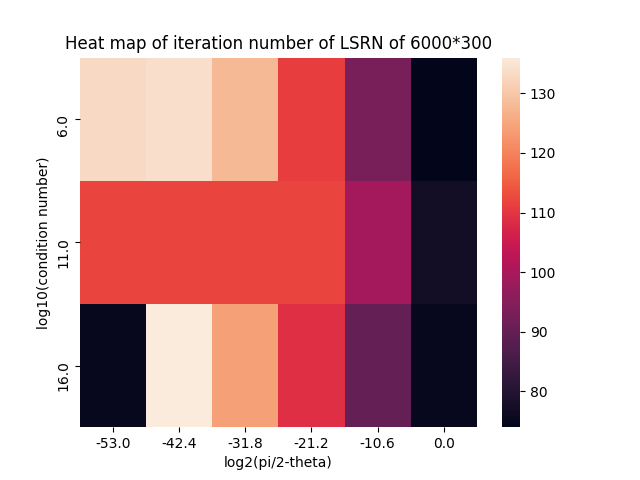 Heat map of iteration number of LSRN of 6000*300
log10(condition number)
6.0
11.0
16.0
-53.0 -42.4 -31.8 -21.2 -10.6 0.0
log2(pi/2-theta)
130
120
110
100
90
80